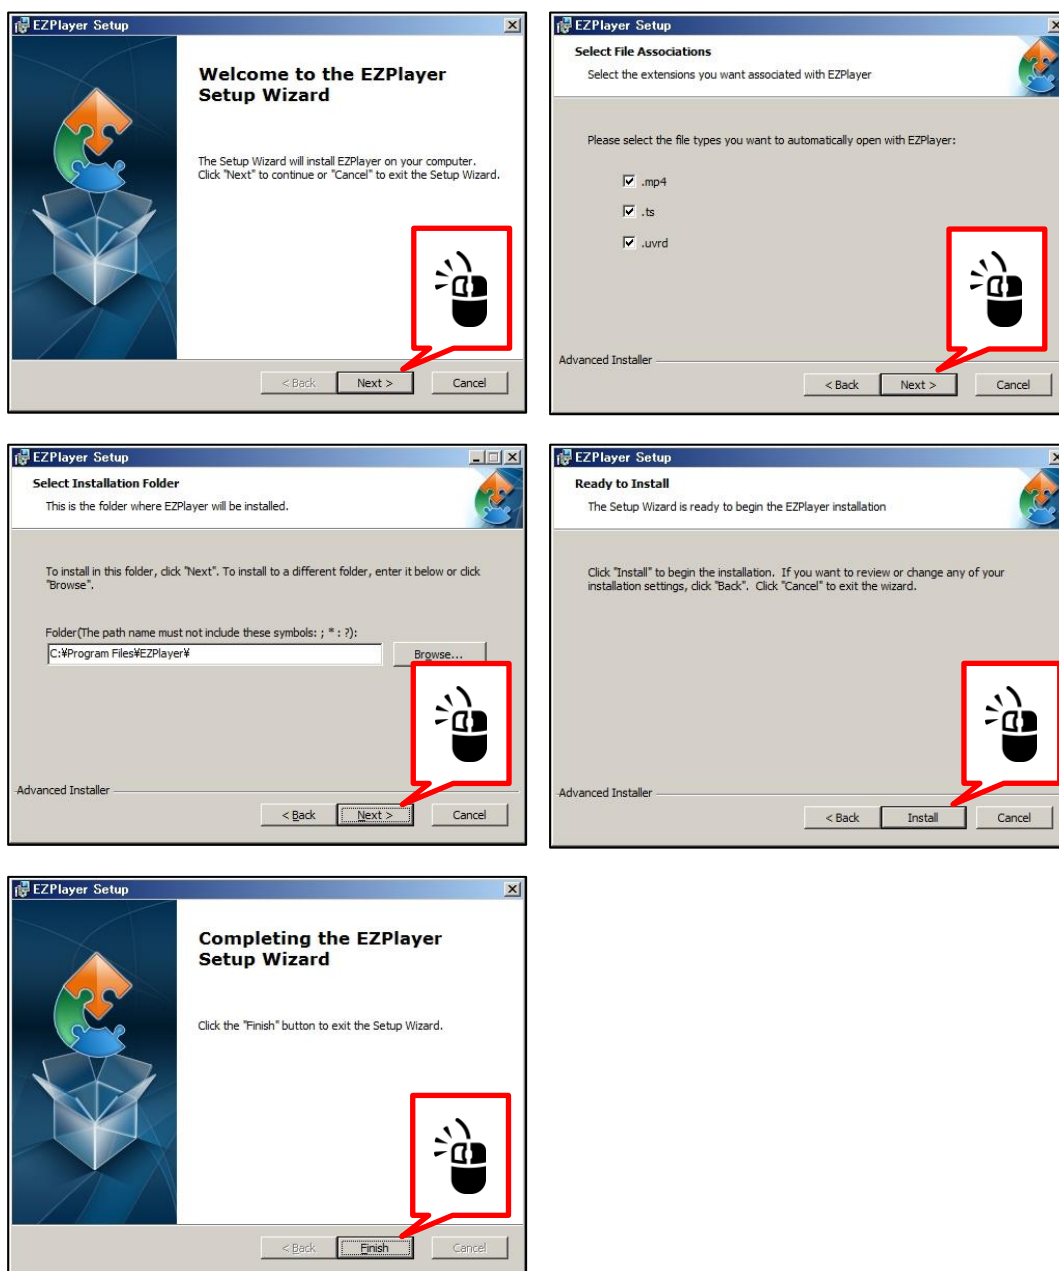 EZPlayer Setup
Welcome to the EZPlayer
Setup Wizard
The Setup Wizard will install EZPlayer on your computer.
Click "Next" to continue or "Cancel" to exit the Setup Wizard.
< Back
Next >
Cancel
EZPlayer Setup
Select File Associations
Select the extensions you want associated with EZPlayer
Please select the file types you want to automatically open with EZPlayer:
.mp4
.ts
.uvrd
Advanced Installer
< Back
Next >
Cancel
EZPlayer Setup
Select Installation Folder
This is the folder where EZPlayer will be installed.
To install in this folder, click "Next". To install to a different folder, enter it below or click
"Browse".
Folder(The path name must not include these symbols: ; * : ?):
C:¥Program Files¥EZPlayer¥
Browse...
Advanced Installer
< Back
Next >
Cancel
EZPlayer Setup
Ready to Install
The Setup Wizard is ready to begin the EZPlayer installation
Click "Install" to begin the installation. If you want to review or change any of your
installation settings, click "Back". Click "Cancel" to exit the wizard.
Advanced Installer
< Back
Install
Cancel
EZPlayer Setup
Completing the EZPlayer
Setup Wizard
Click the "Finish" button to exit the Setup Wizard.
< Back
Finish
Cancel